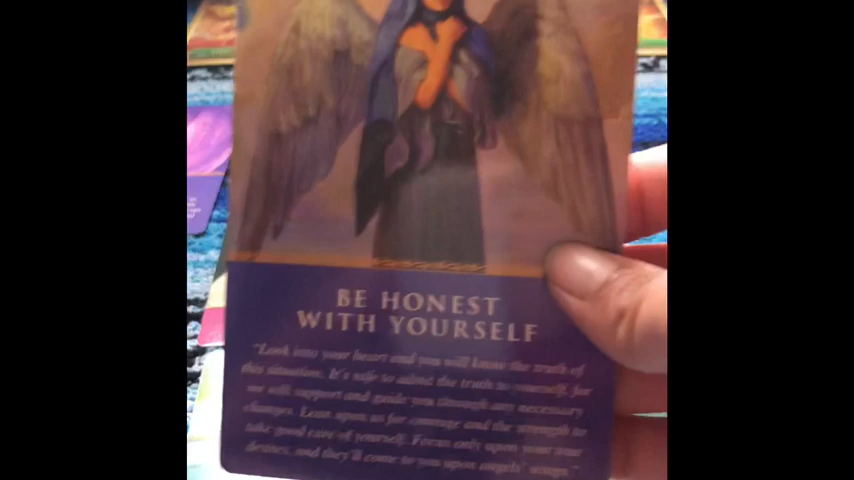 BE HONEST
WITH YOURSELF
"Look into your heart and you will know the truth of
this situation. It's safe to admit the truth to yourself, for
we will support and guide you through any necessary
changes. Lean upon us for courage and the strength to
take good care of yourself. Focus only upon your true
desires, and they'll come to you upon angels' wings."